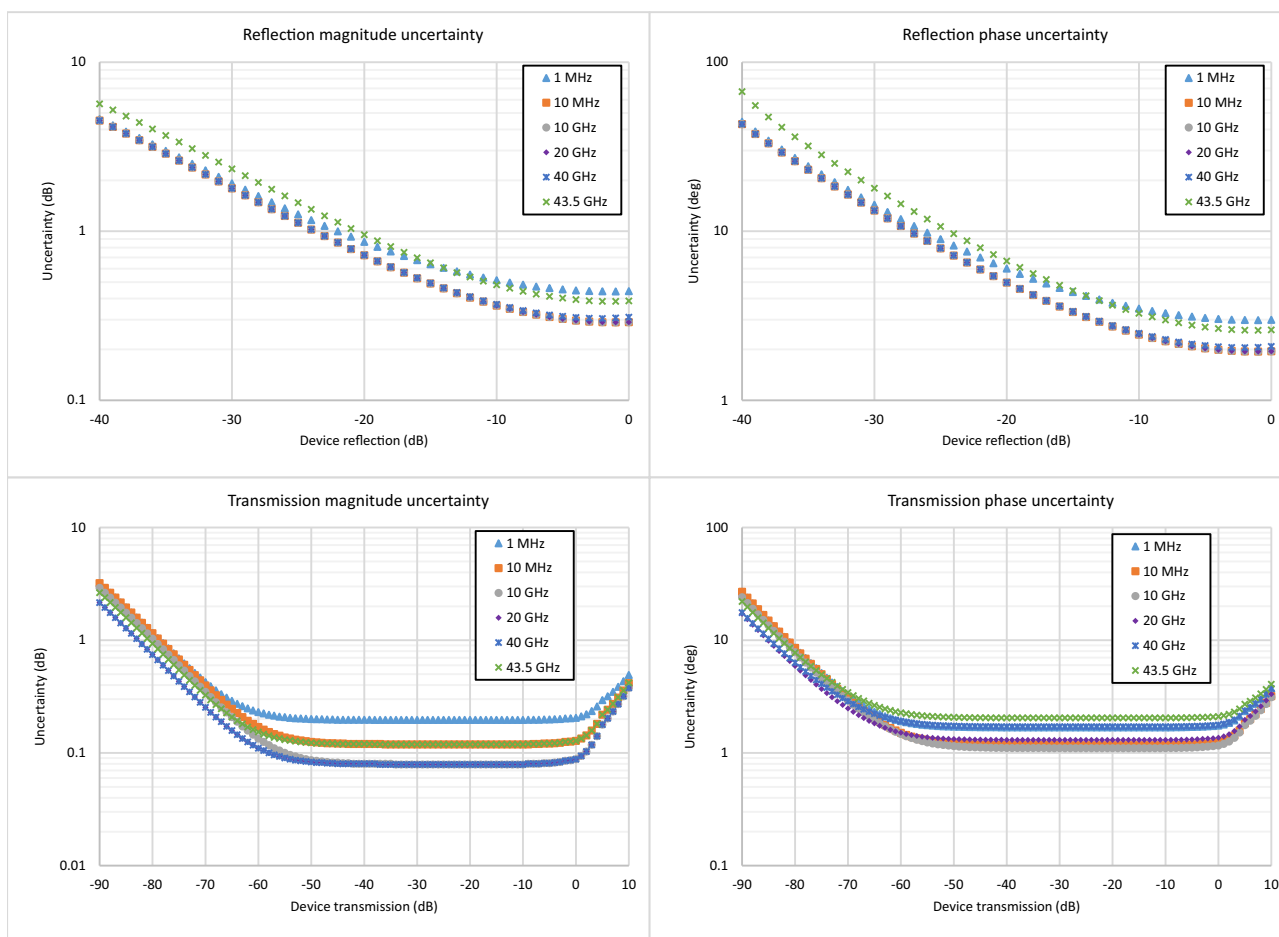 Reflection magnitude uncertainty
10
1
0.1
Uncertainty (dB)
1 MHz
10 MHz
10 GHz
20 GHz
40 GHz
43.5 GHz
-40 -30 -20 -10 0
Device reflection (dB)
Reflection phase uncertainty
100
10
1
Uncertainty (deg)
1 MHz
10 MHz
10 GHz
20 GHz
40 GHz
43.5 GHz
-40 -30 -20 -10 0
Device reflection (dB)
Transmission magnitude uncertainty
10
1
0.1
0.01
Uncertainty (dB)
1 MHz
10 MHz
10 GHz
20 GHz
40 GHz
43.5 GHz
-90 -80 -70 -60 -50 -40 -30 -20 -10 0 10
Device transmission (dB)
Transmission phase uncertainty
100
10
1
0.1
Uncertainty (deg)
1 MHz
10 MHz
10 GHz
20 GHz
40 GHz
43.5 GHz
-90 -80 -70 -60 -50 -40 -30 -20 -10 0 10
Device transmission (dB)